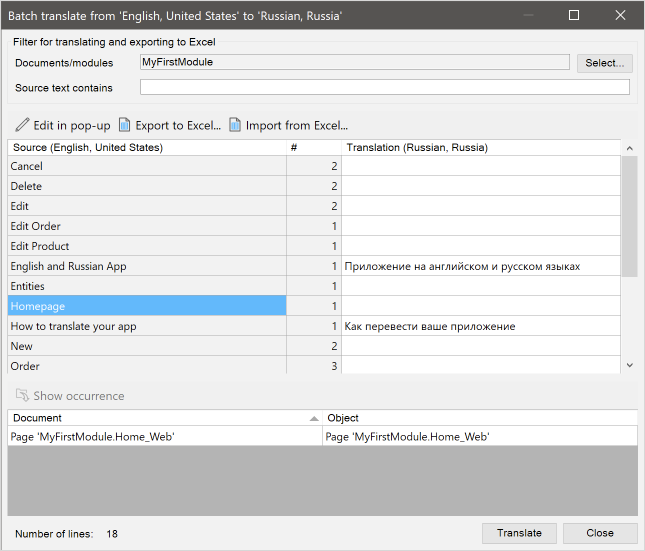 Batch translate from 'English, United States' to 'Russian, Russia'
Filter for translating and exporting to Excel
Documents/modules MyFirstModule Select...
Source text contains
Edit in pop-up Export to Excel... Import from Excel...
Source (English, United States) # Translation (Russian, Russia)
Cancel 2
Delete 2
Edit 2
Edit Order 1
Edit Product 1
English and Russian App 1 Приложение на английском и русском языках
Entities 1
Homepage 1
How to translate your app 1 Как перевести ваше приложение
New 2
Order 3
Show occurrence
Document Object
Page 'MyFirstModule.Home_Web' Page 'MyFirstModule.Home_Web'
Number of lines: 18 Translate Close